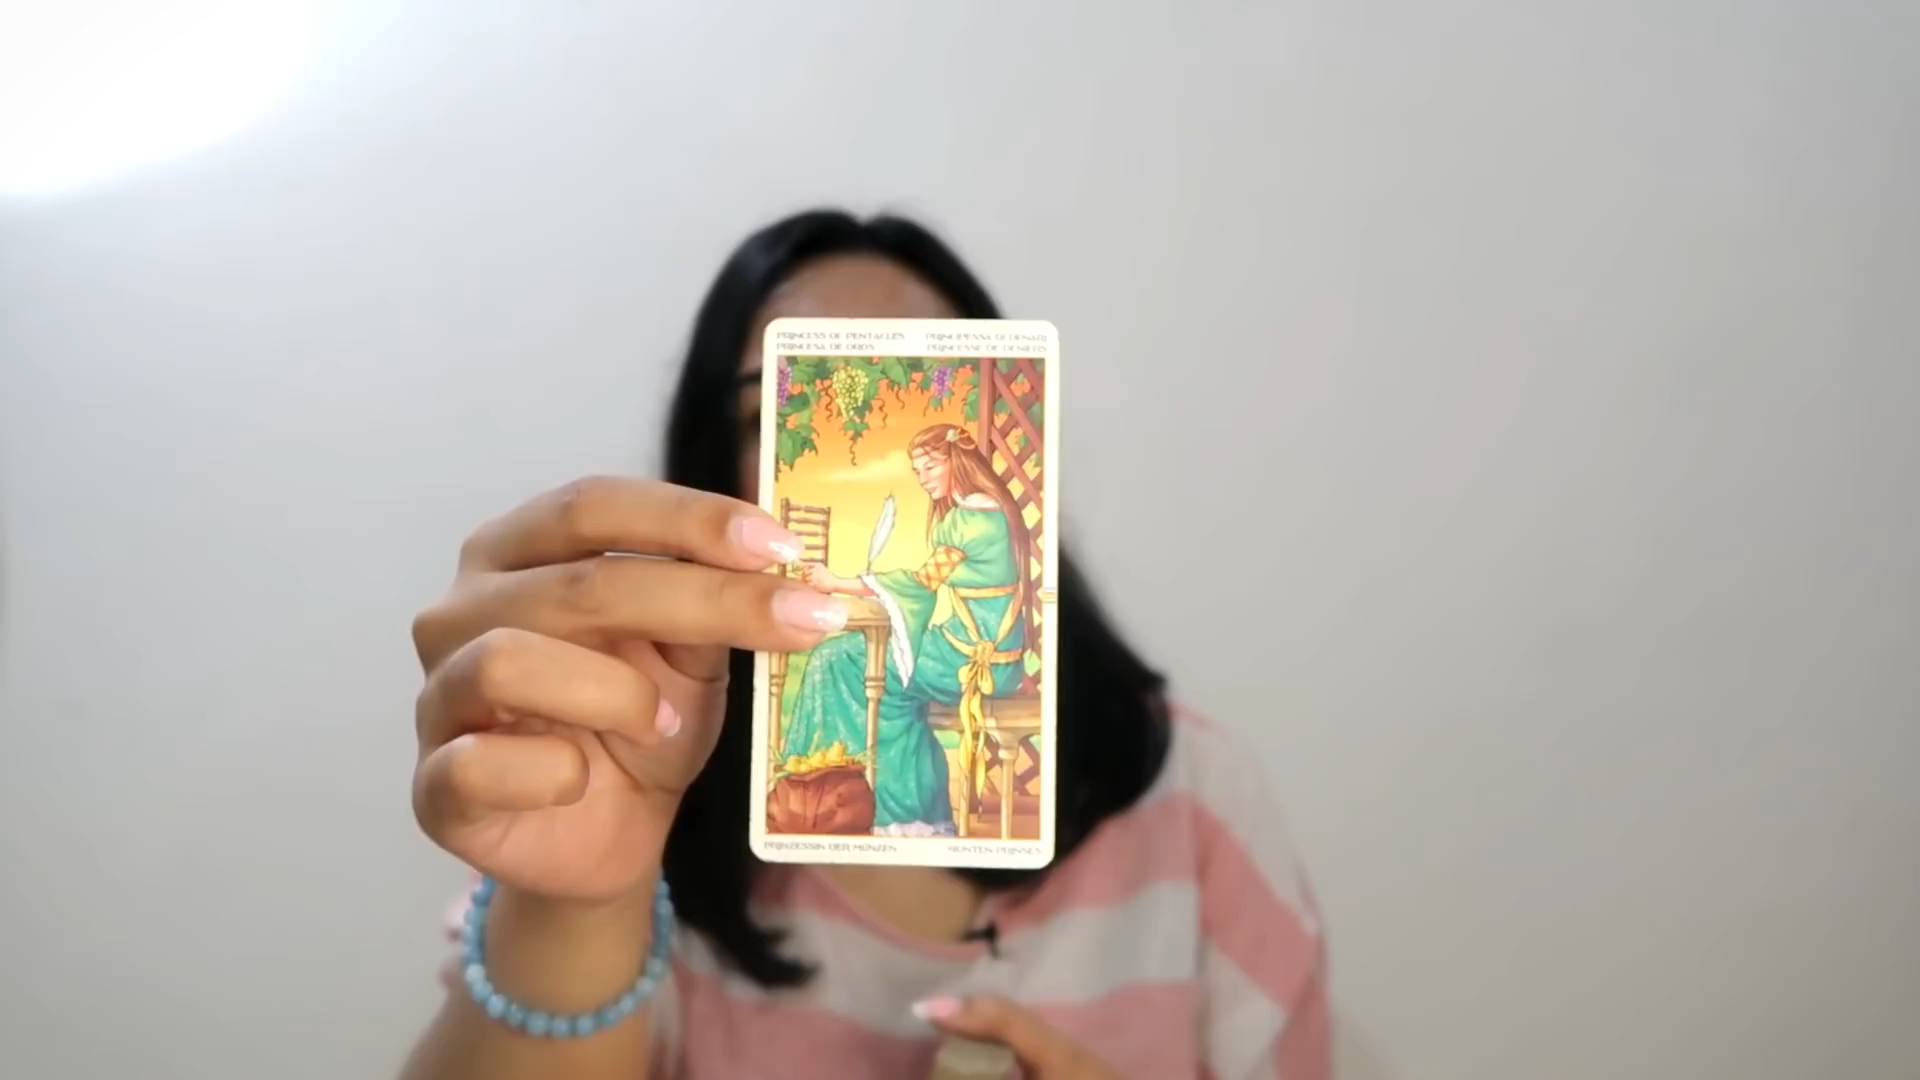 PRINCESS OF PENTACLES
PRINCESA DE OROS
PRINCIPESSA DI DENARI
PRINCESSE DE DENIERS
PRINZESSIN DER MÜNZEN
MUNTEN PRINSES